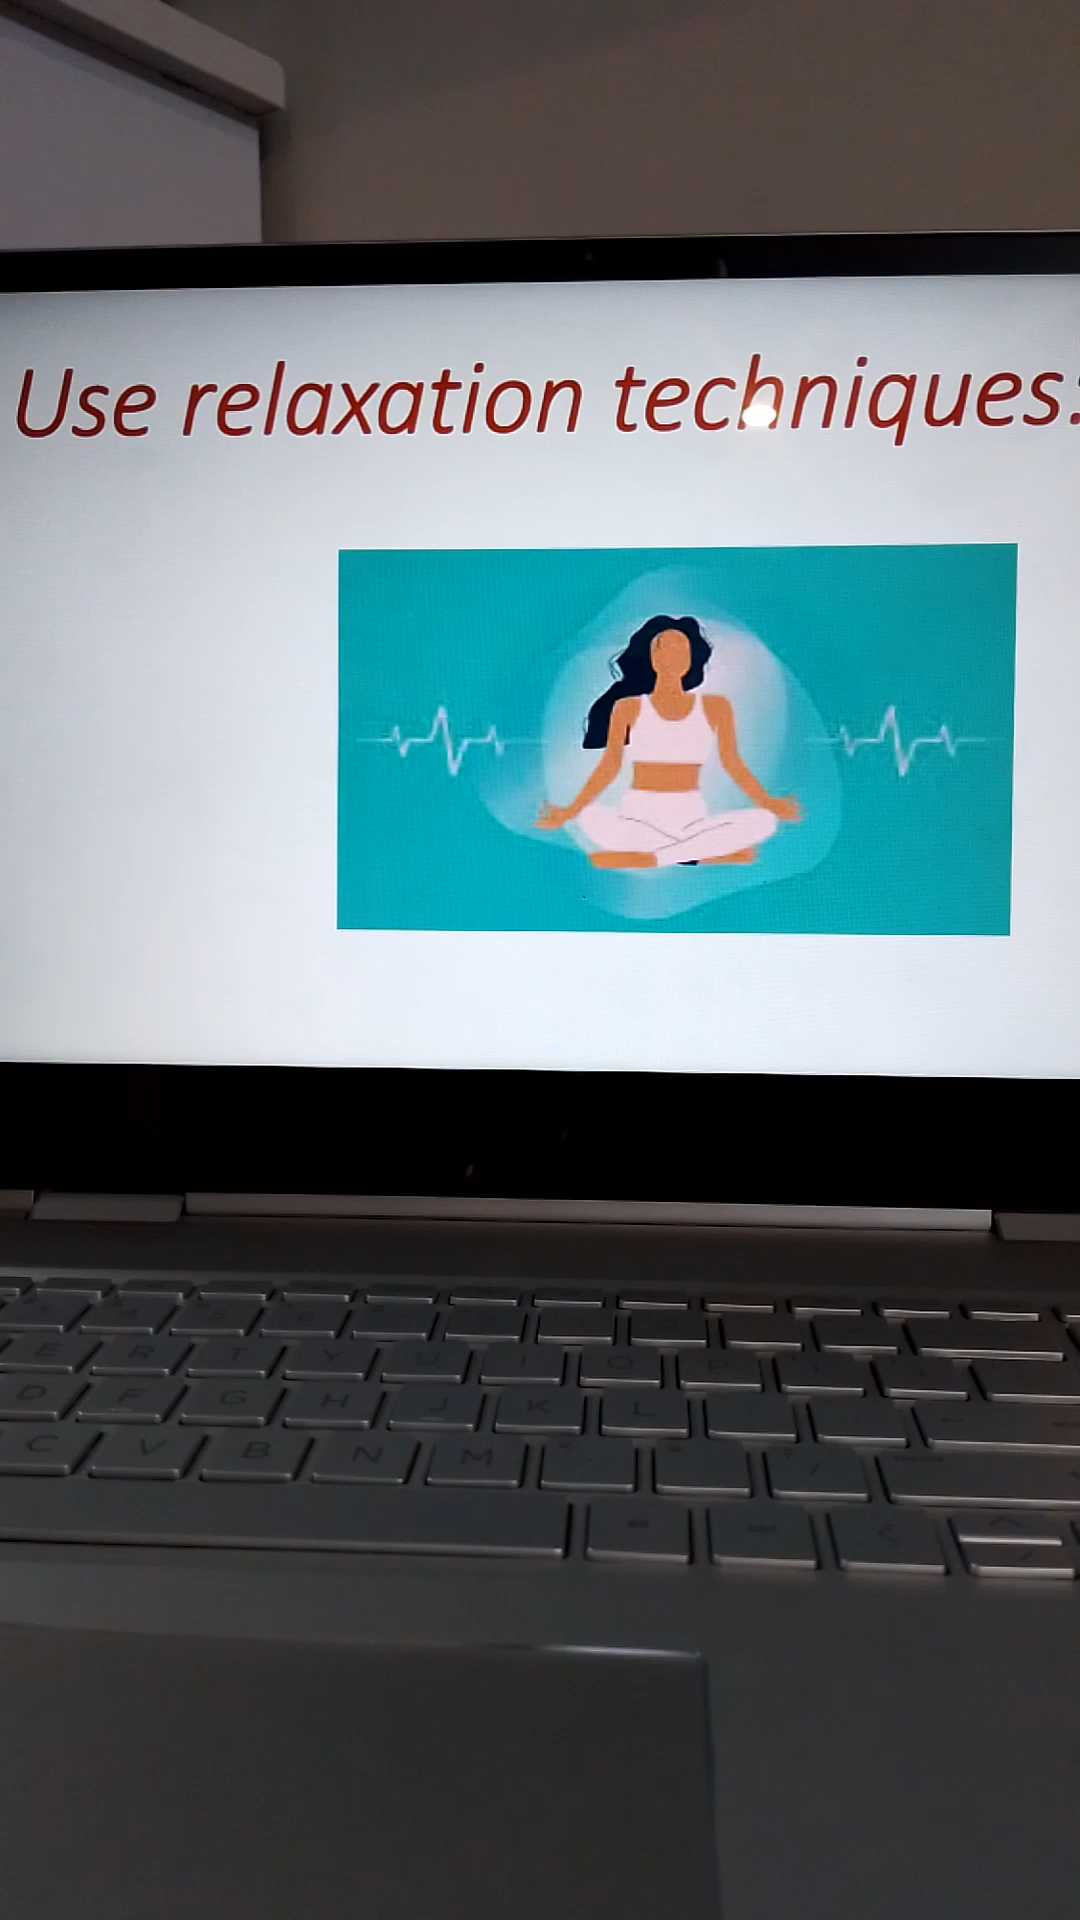 Use relaxation techniques:
E R T Y U I O P
D F G H J K L
C V B N M